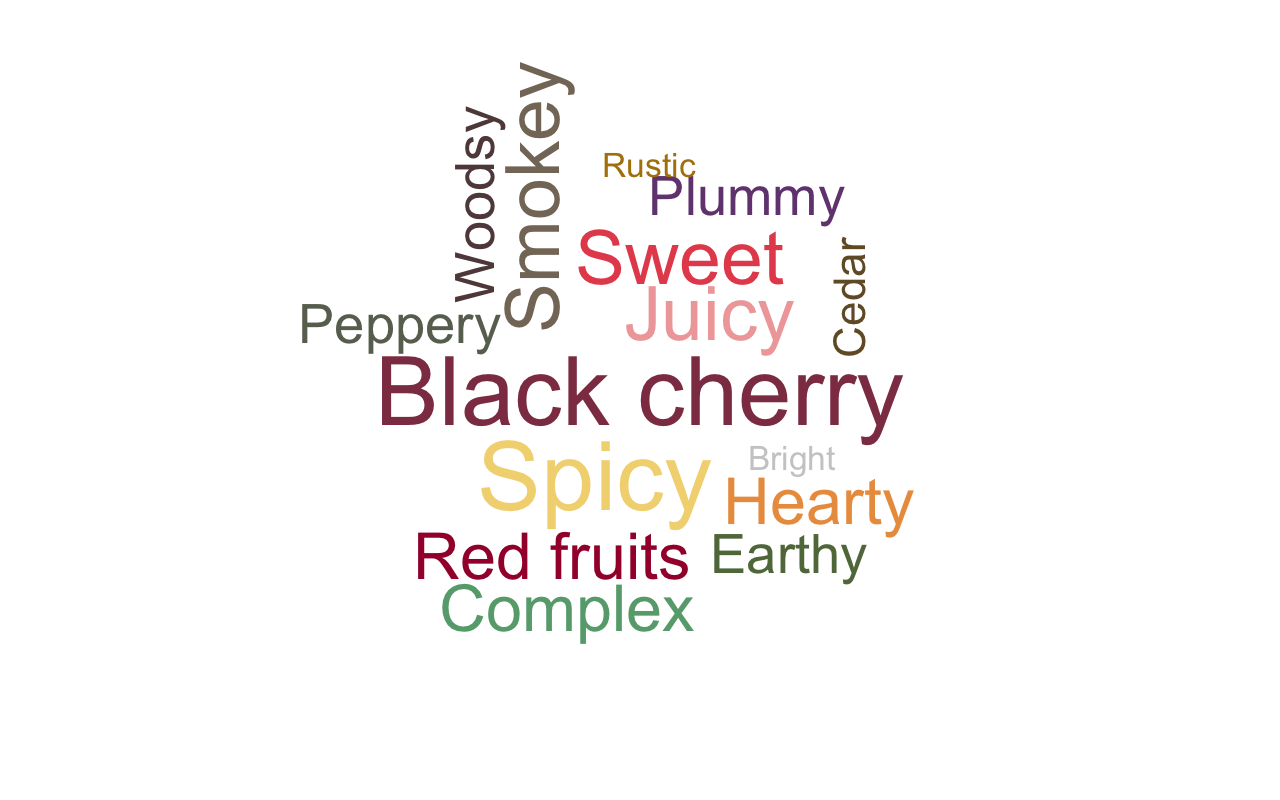 Smokey
Woodsy
Rustic
Plummy
Sweet
Cedar
Juicy
Peppery
Black cherry
Spicy
Bright
Hearty
Red fruits
Earthy
Complex